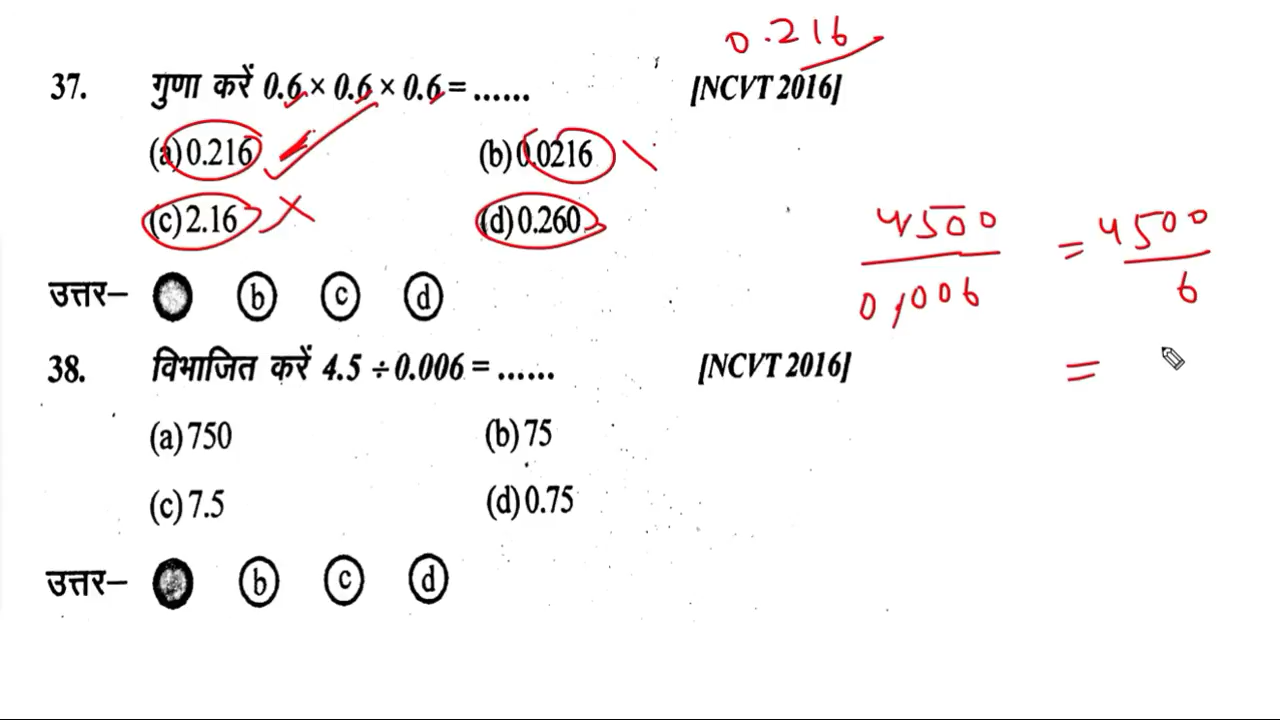 0.216
37. गुणा करें 0.6 × 0.6 × 0.6 = ...... [NCVT 2016]
(a) 0.216 (b) 0.0216
(c) 2.16 (d) 0.260
उत्तर– b c d
4500 / 0,006 = 4500 / 6
38. विभाजित करें 4.5 ÷ 0.006 = ...... [NCVT 2016]
=
(a) 750 (b) 75
(c) 7.5 (d) 0.75
उत्तर– b c d